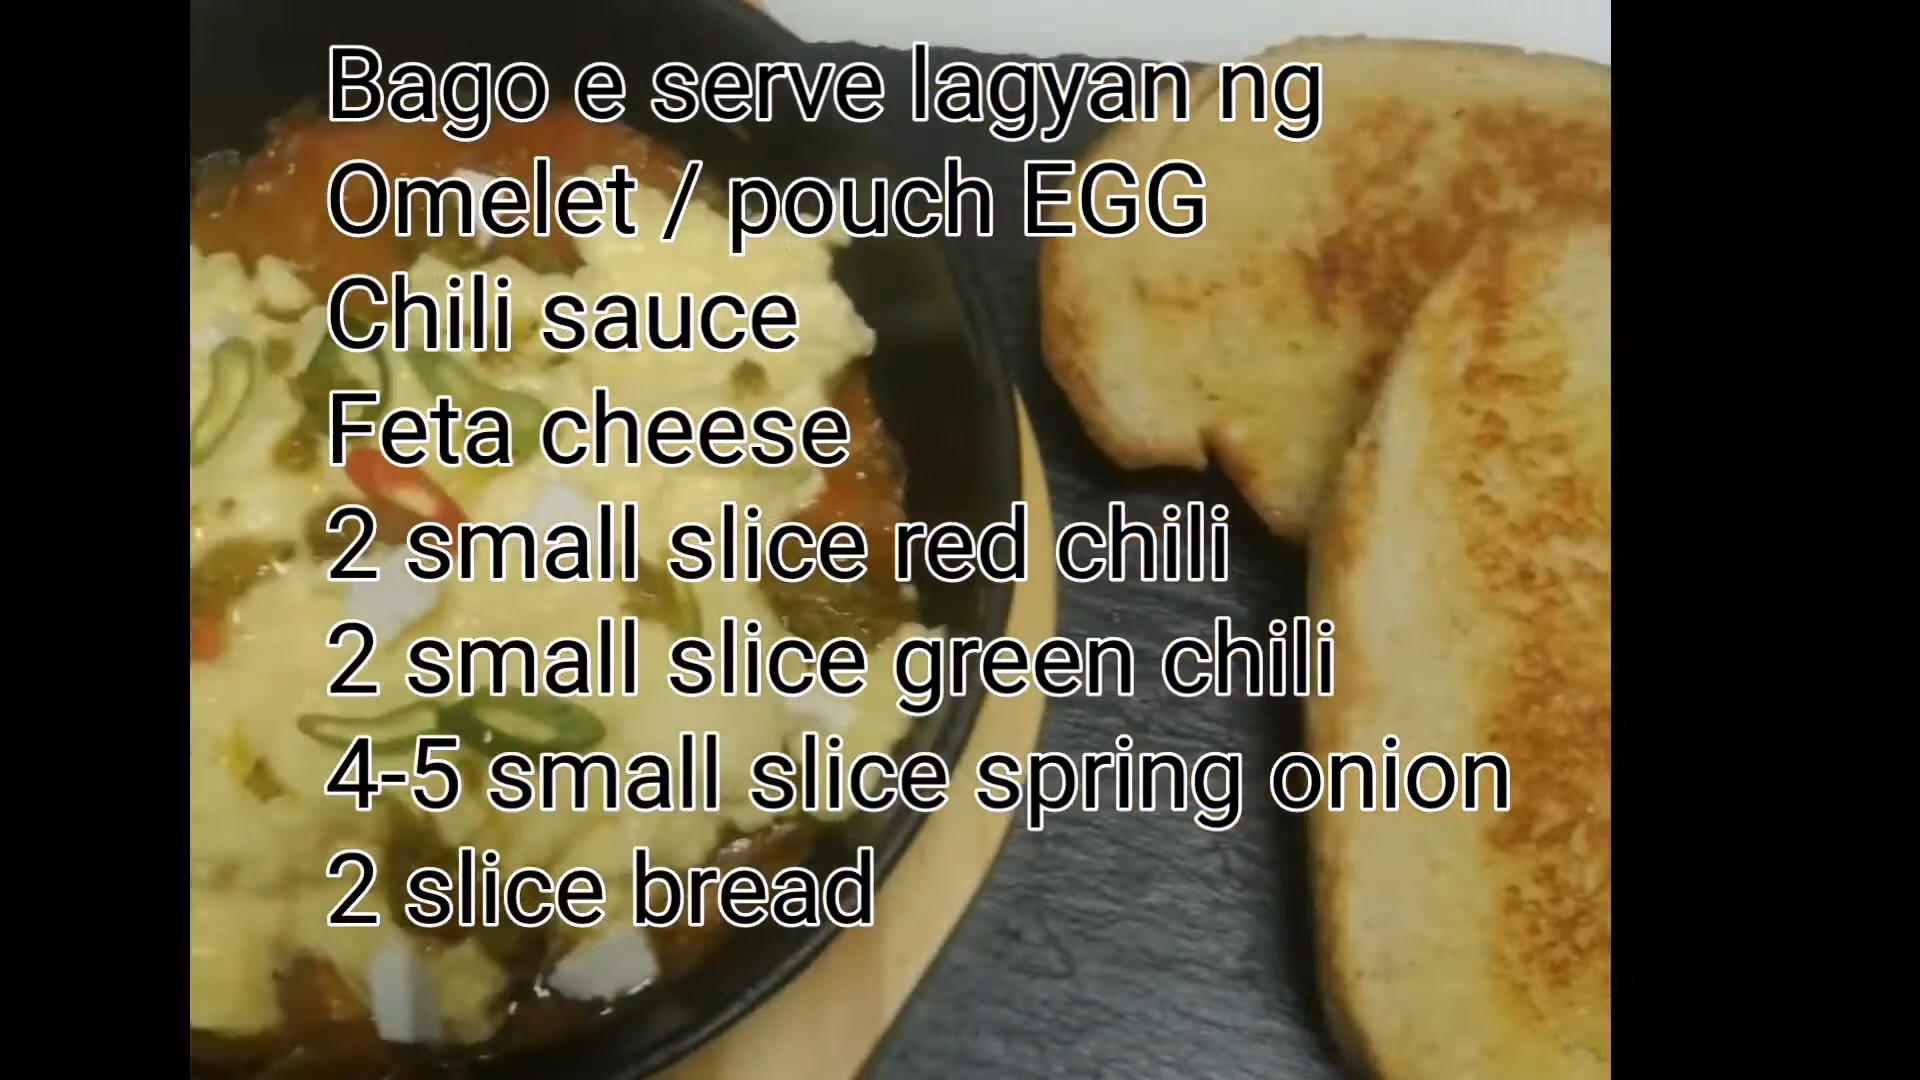 Bago e serve lagyan ng
Omelet / pouch EGG
Chili sauce
Feta cheese
2 small slice red chili
2 small slice green chili
4-5 small slice spring onion
2 slice bread